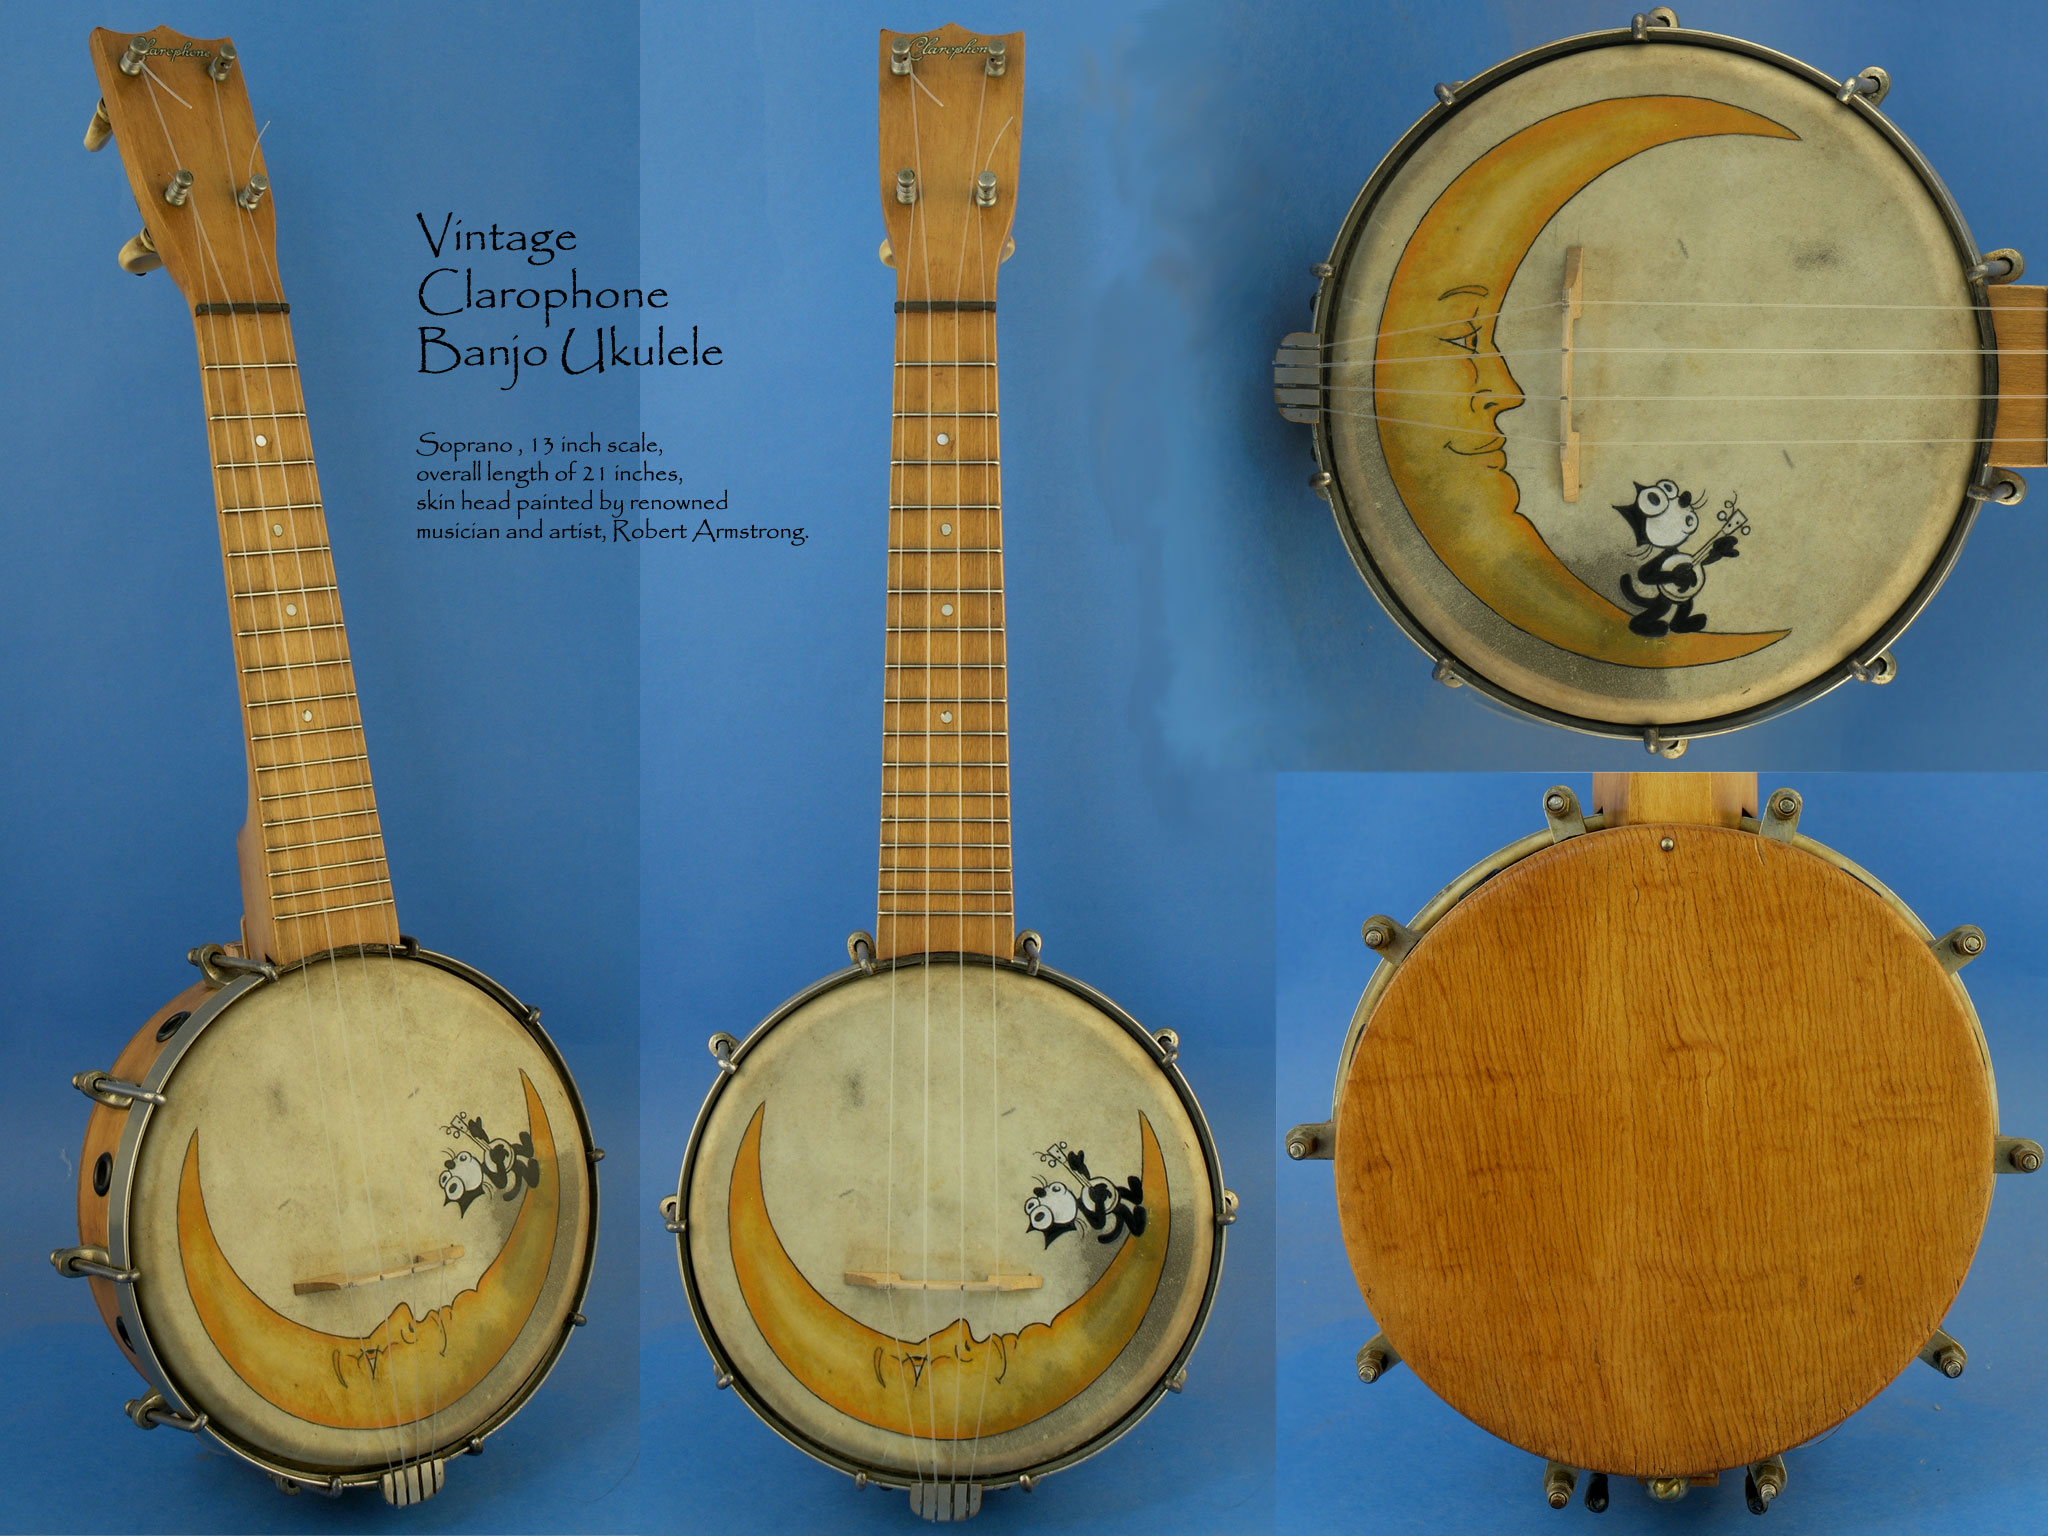 Clarophone
Clarophone
Vintage
Clarophone
Banjo Ukulele
Soprano , 13 inch scale,
overall length of 21 inches,
skin head painted by renowned
musician and artist, Robert Armstrong.